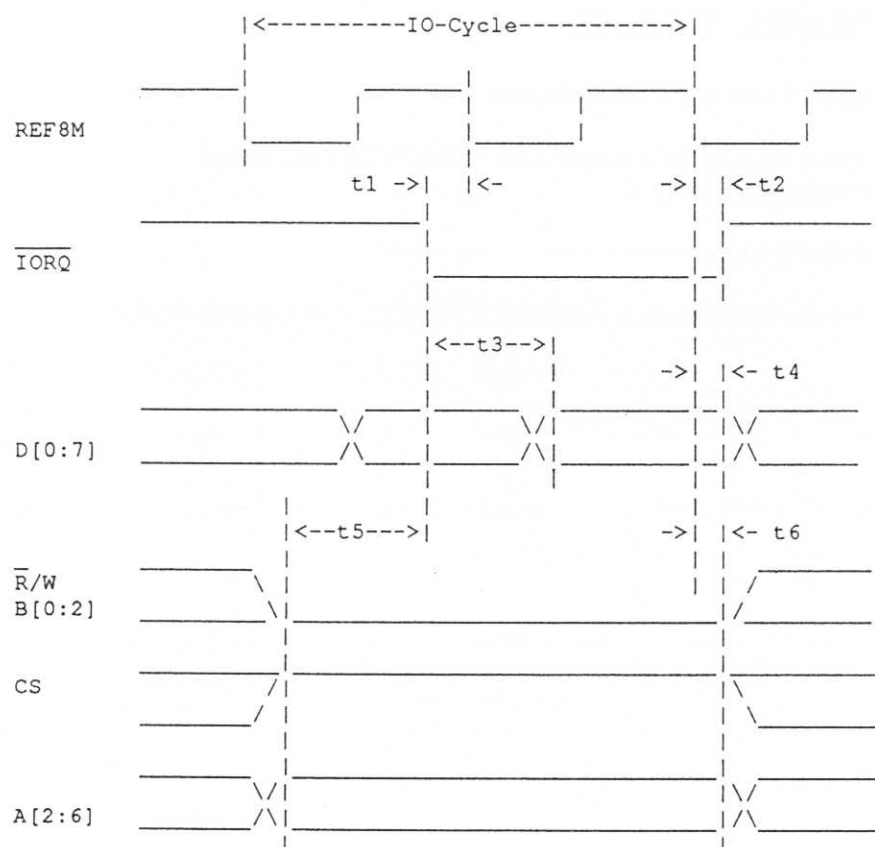 |<---------IO-Cycle---------->|
REF8M
t1 ->| |<-
->| |<-t2
IORQ
|<--t3-->|
->| |<- t4
D[0:7]
|<--t5--->|
->| |<- t6
R/W
B[0:2]
CS
A[2:6]